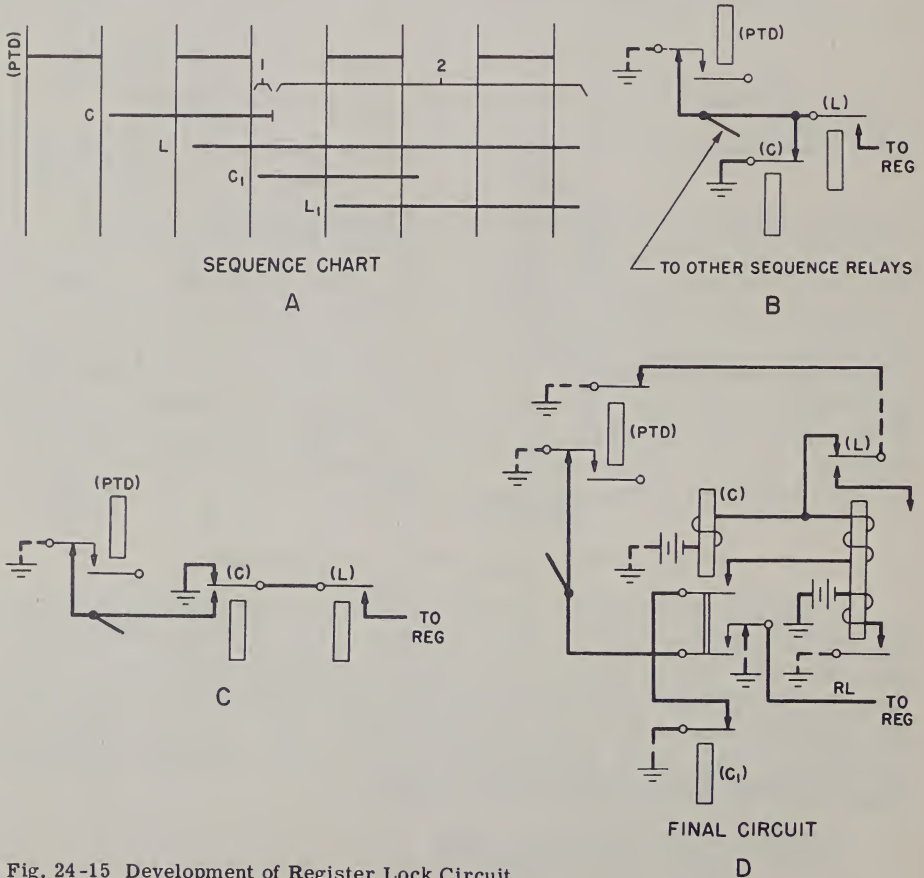 (PTD)
1
2
C
L
C₁
L₁
SEQUENCE CHART
A
(PTD)
(L)
(C)
TO
REG
TO OTHER SEQUENCE RELAYS
B
(PTD)
(C)
(L)
TO
REG
C
(PTD)
(L)
(C)
RL
TO
REG
(C₁)
FINAL CIRCUIT
D
Fig. 24-15 Development of Register Lock Circuit